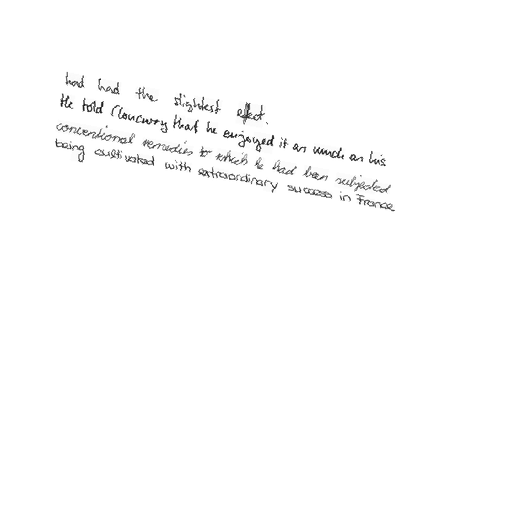 had had the slightest effect.
He told Cloncurry that he enjoyed it as much as his
conventional remedies to which he had been subjected
being cultivated with extraordinary success in France